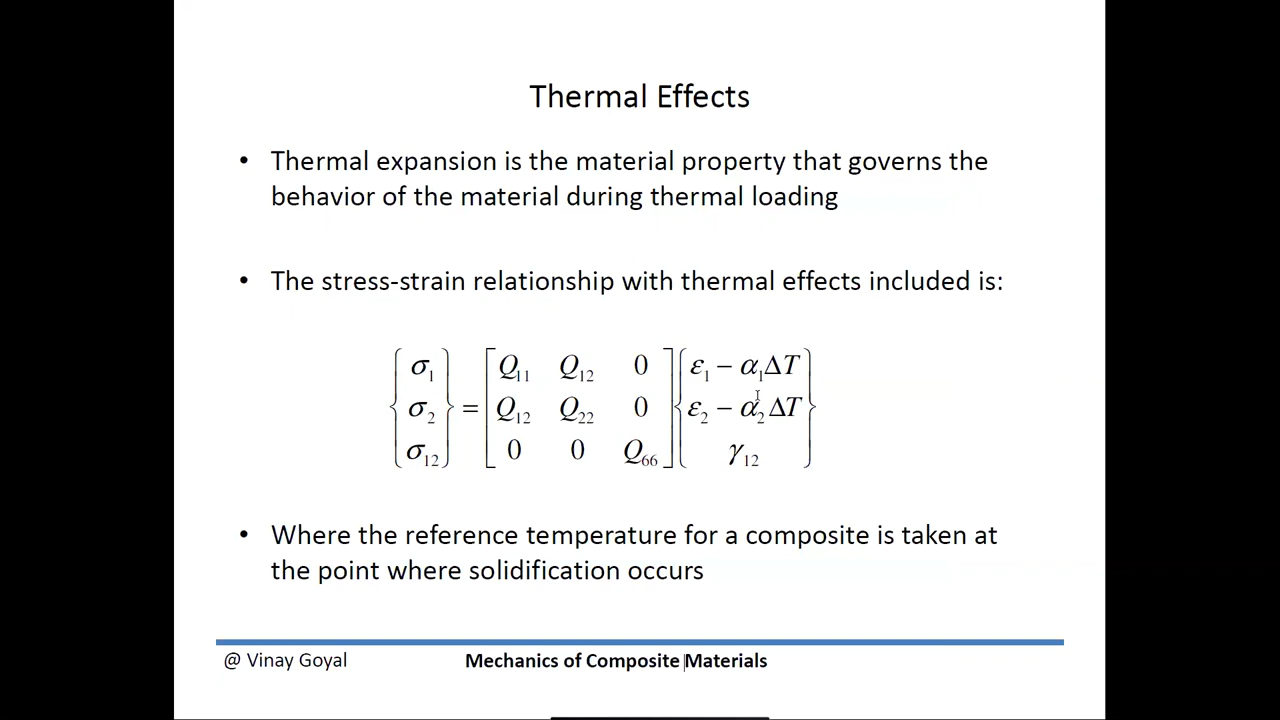 Thermal Effects
• Thermal expansion is the material property that governs the
behavior of the material during thermal loading
• The stress-strain relationship with thermal effects included is:
{ σ₁ } [ Q₁₁ Q₁₂ 0 ] { ε₁ − α₁ΔT }
{ σ₂ } = [ Q₁₂ Q₂₂ 0 ] { ε₂ − α₂ΔT }
{ σ₁₂ } [ 0 0 Q₆₆ ] { γ₁₂ }
• Where the reference temperature for a composite is taken at
the point where solidification occurs
@ Vinay Goyal Mechanics of Composite Materials